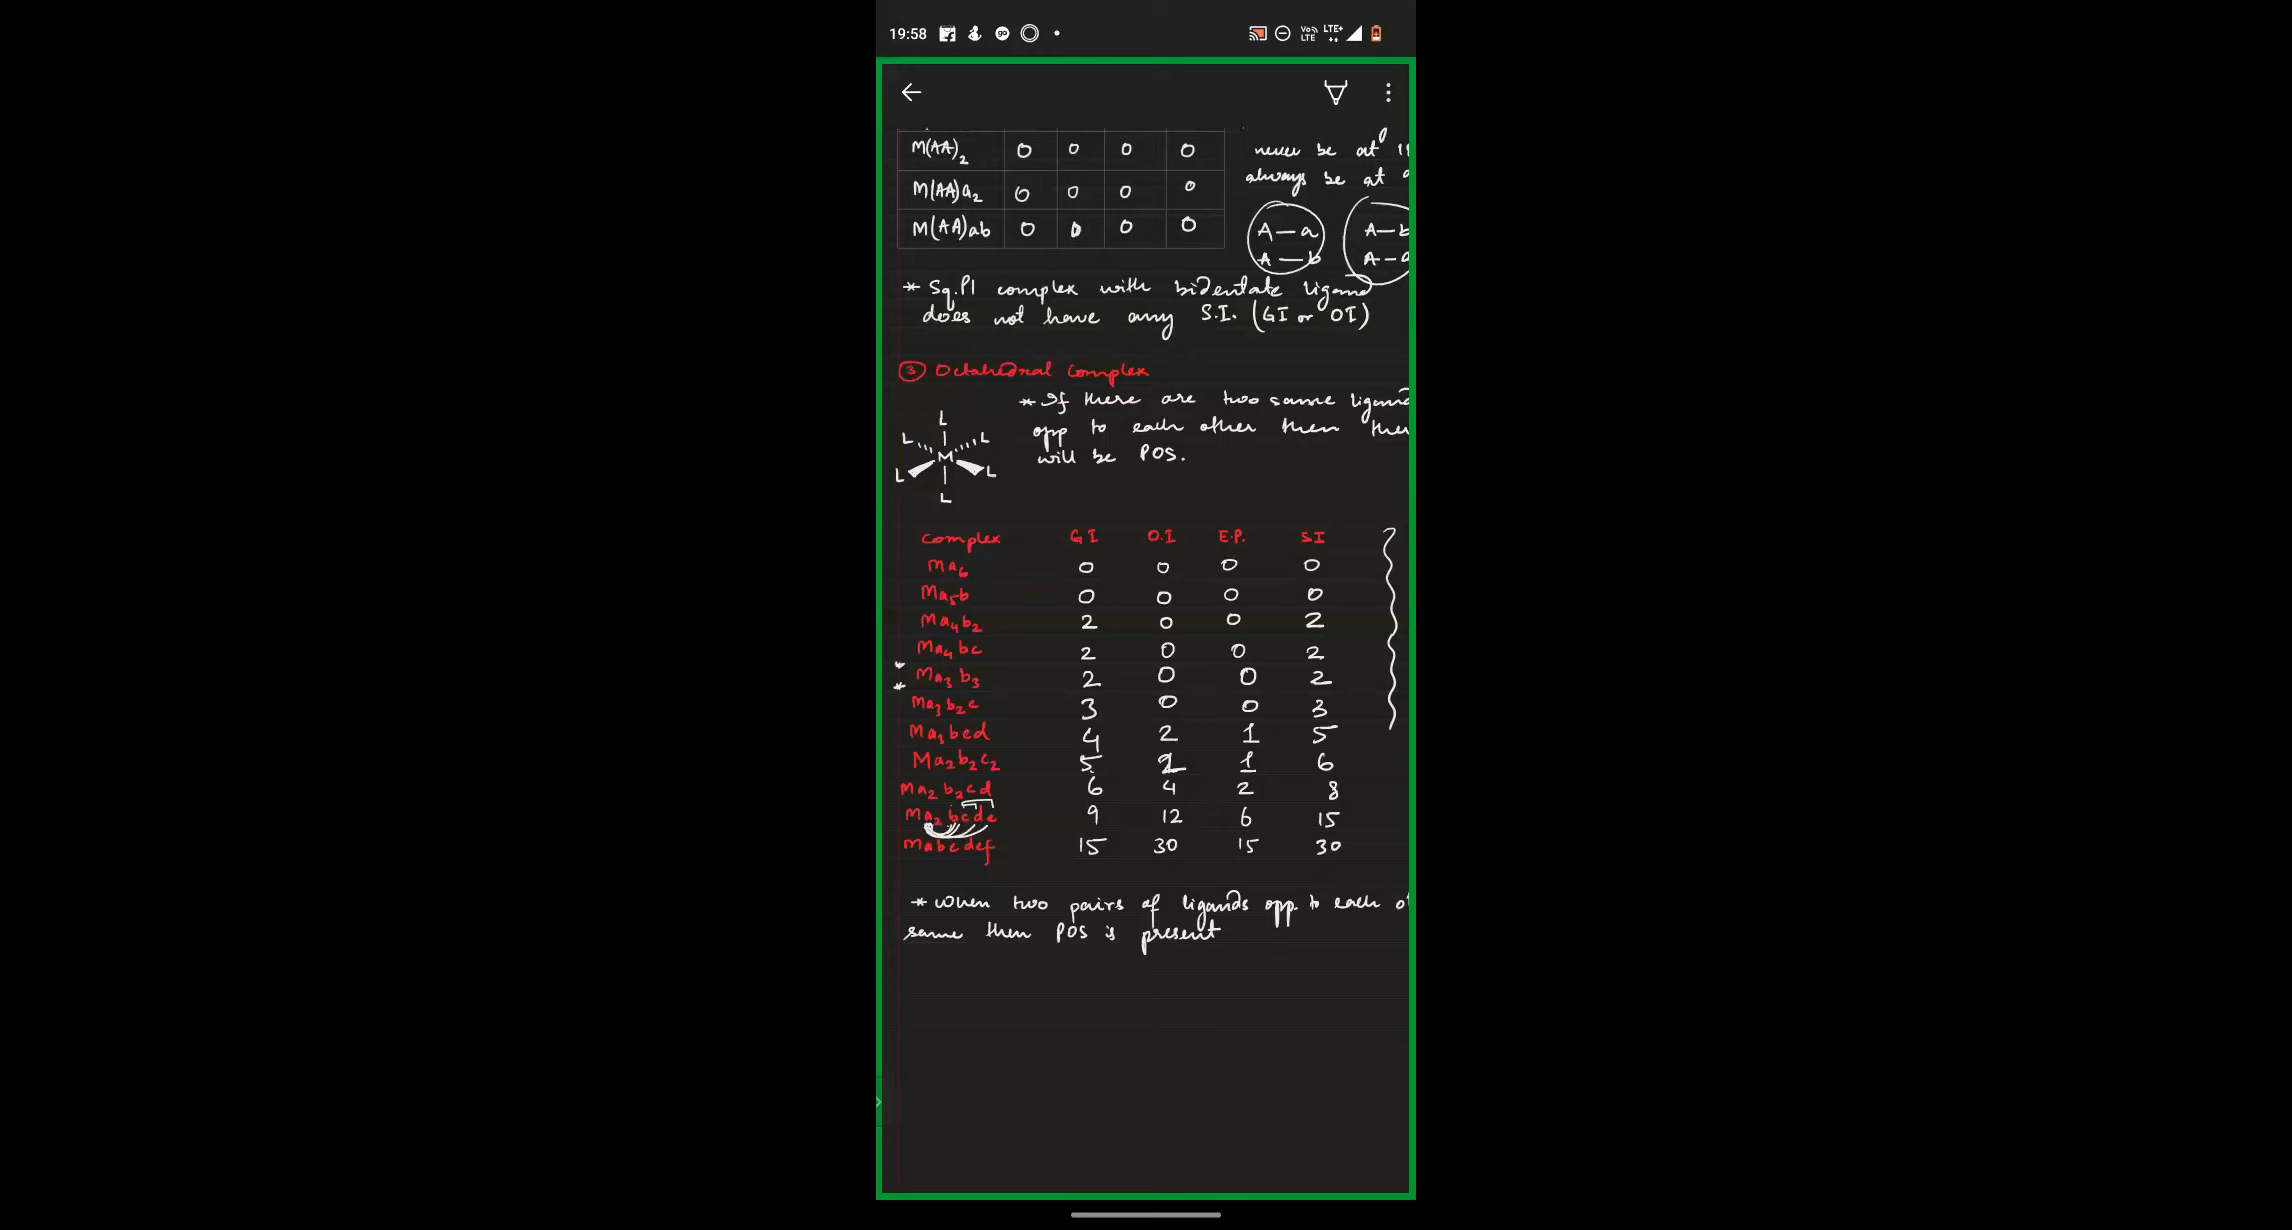 19:58 go Vo) LTE LTE+
M(AA)2 0 0 0 0
never be at
M(AA)a2 0 0 0 0
always be at
M(AA)ab 0 0 0 0
A — a A — b
A — b A — a
* Sq. Pl complex with bidentate ligand
does not have any S.I. (GI or OI)
③ Octahedral Complex
* If there are two same ligand
opp to each other then ther
will be POS.
L
L L
M
L L
L
Complex GI O.I E.P. SI
Ma6 0 0 0 0
Ma5b 0 0 0 0
Ma4b2 2 0 0 2
Ma4bc 2 0 0 2
* * Ma3b3 2 0 0 2
Ma3b2c 3 0 0 3
Ma3bcd 4 2 1 5
Ma2b2c2 5 2 1 6
Ma2b2cd 6 4 2 8
Ma2bcde 9 12 6 15
Mabcdef 15 30 15 30
* When two pairs of ligands opp. to each o
same then POS is present